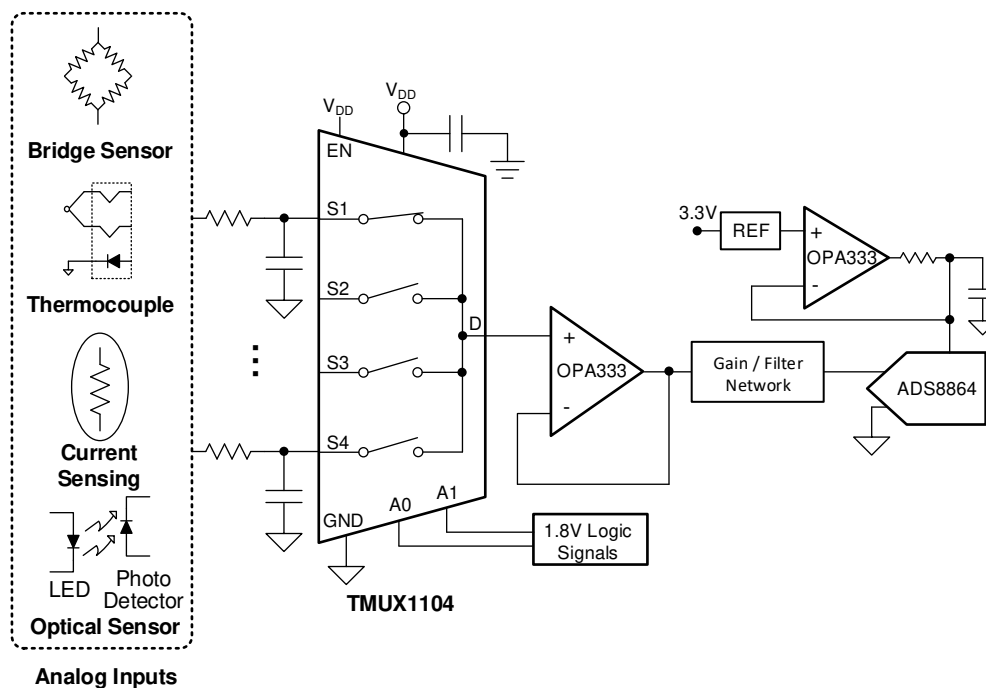 Bridge Sensor
Thermocouple
Current
Sensing
LED
Photo
Detector
Optical Sensor
Analog Inputs
VDD
VDD
EN
S1
S2
D
S3
S4
GND
A0
A1
TMUX1104
1.8V Logic
Signals
+
OPA333
-
Gain / Filter
Network
3.3V
REF
+
OPA333
-
ADS8864